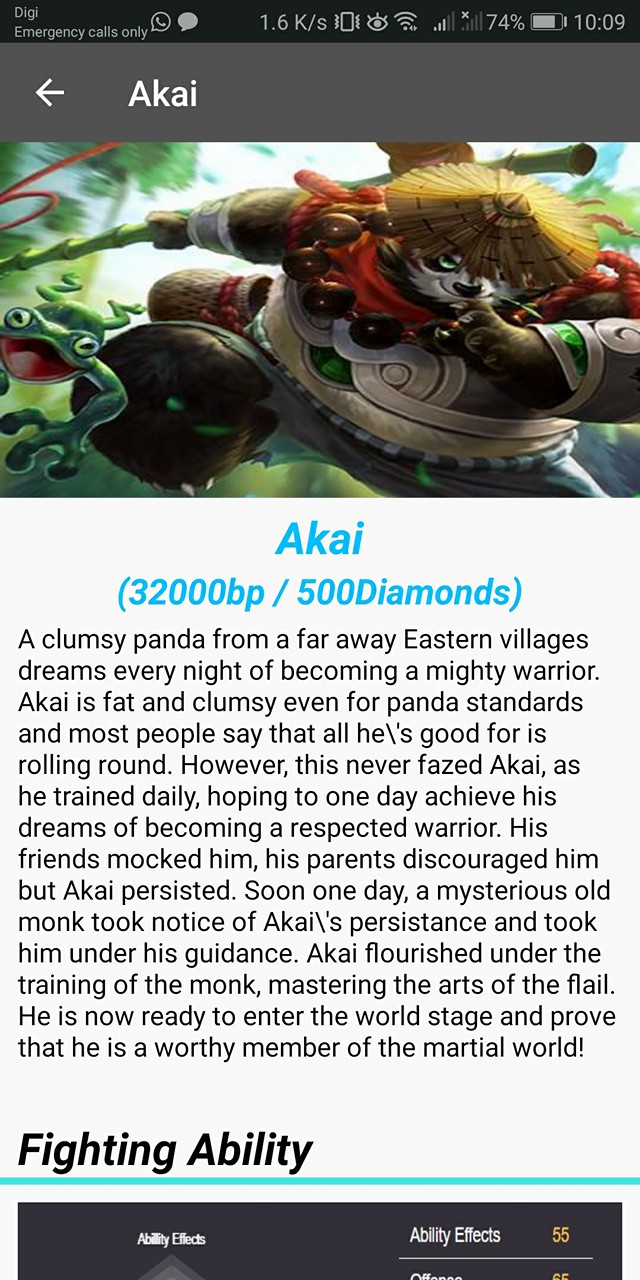 Digi
Emergency calls only
1.6 K/s
74%
10:09
Akai
Akai
(32000bp / 500Diamonds)
A clumsy panda from a far away Eastern villages
dreams every night of becoming a mighty warrior.
Akai is fat and clumsy even for panda standards
and most people say that all he\'s good for is
rolling round. However, this never fazed Akai, as
he trained daily, hoping to one day achieve his
dreams of becoming a respected warrior. His
friends mocked him, his parents discouraged him
but Akai persisted. Soon one day, a mysterious old
monk took notice of Akai\'s persistance and took
him under his guidance. Akai flourished under the
training of the monk, mastering the arts of the flail.
He is now ready to enter the world stage and prove
that he is a worthy member of the martial world!
Fighting Ability
Ability Effects
Ability Effects 55
Offence 65